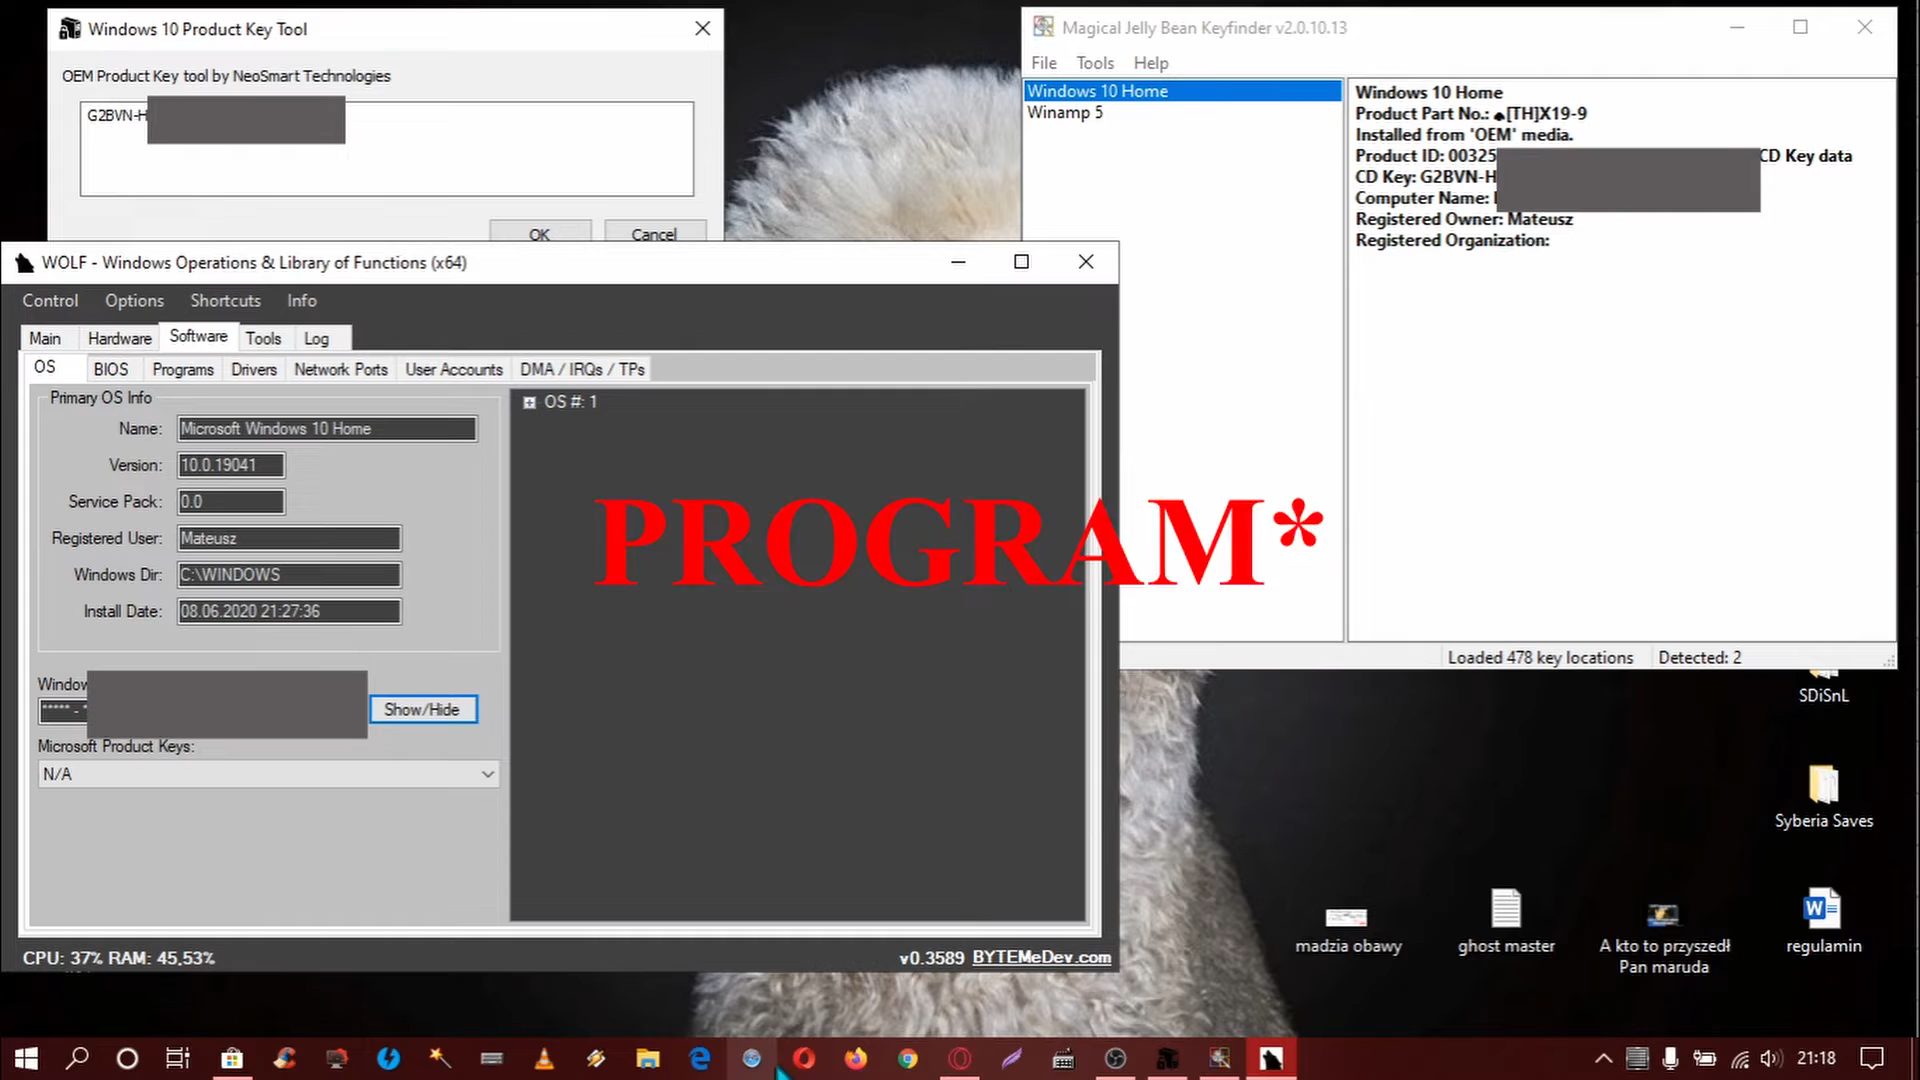 Windows 10 Product Key Tool
OEM Product Key tool by NeoSmart Technologies
G2BVN-H
OK
Cancel
Magical Jelly Bean Keyfinder v2.0.10.13
File Tools Help
Windows 10 Home
Winamp 5
Windows 10 Home
Product Part No.: ♠[TH]X19-9
Installed from 'OEM' media.
Product ID: 00325
CD Key data
CD Key: G2BVN-H
Computer Name:
Registered Owner: Mateusz
Registered Organization:
Loaded 478 key locations
Detected: 2
WOLF - Windows Operations & Library of Functions (x64)
Control Options Shortcuts Info
Main Hardware Software Tools Log
OS BIOS Programs Drivers Network Ports User Accounts DMA / IRQs / TPs
Primary OS Info
Name: Microsoft Windows 10 Home
Version: 10.0.19041
Service Pack: 0.0
Registered User: Mateusz
Windows Dir: C:\WINDOWS
Install Date: 08.06.2020 21:27:36
Window
***** - *
Show/Hide
Microsoft Product Keys:
N/A
OS #: 1
PROGRAM*
CPU: 37% RAM: 45,53%
v0.3589 BYTEMeDev.com
SDiSnL
Syberia Saves
madzia obawy
ghost master
A kto to przyszedł
Pan maruda
regulamin
21:18